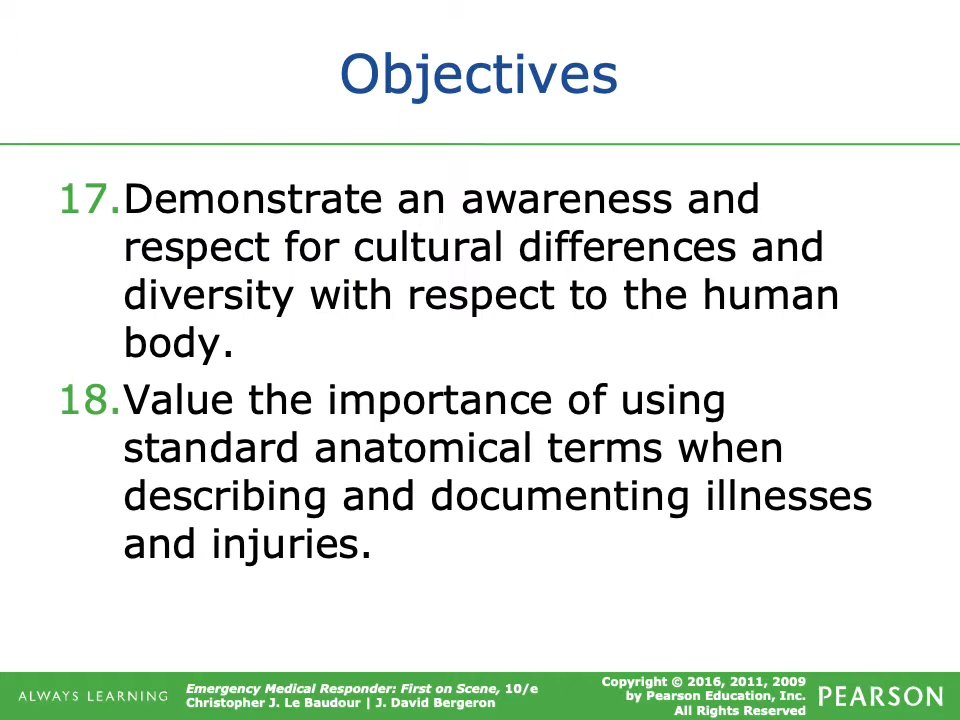 Objectives
17. Demonstrate an awareness and
respect for cultural differences and
diversity with respect to the human
body.
18. Value the importance of using
standard anatomical terms when
describing and documenting illnesses
and injuries.
ALWAYS LEARNING
Emergency Medical Responder: First on Scene, 10/e
Christopher J. Le Baudour | J. David Bergeron
Copyright © 2016, 2011, 2009
by Pearson Education, Inc.
All Rights Reserved
PEARSON